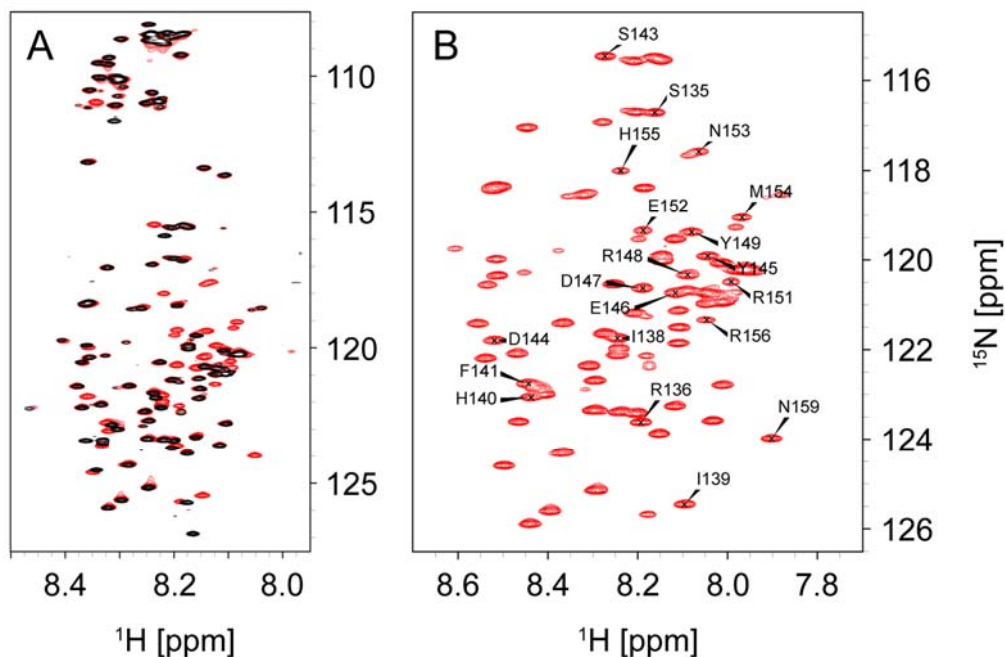 A
110
115
120
125
8.4
8.2
8.0
¹H [ppm]
B
S143
S135
N153
H155
M154
E152
Y149
R148
Y145
D147
R151
E146
R156
D144
I138
F141
R136
H140
N159
I139
116
118
120
122
124
126
¹⁵N [ppm]
8.6
8.4
8.2
8.0
7.8
¹H [ppm]